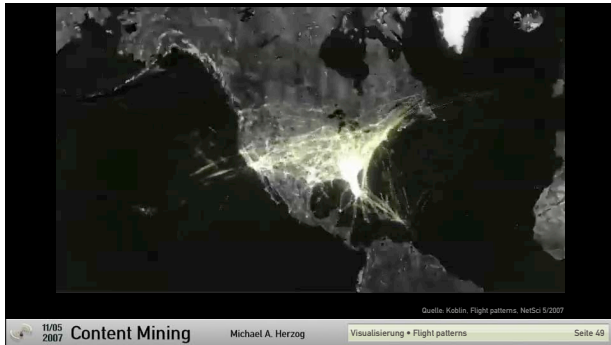 Quelle: Koblin, Flight patterns, NetSci 5/2007
11/05
2007
Content Mining
Michael A. Herzog
Visualisierung • Flight patterns
Seite 49